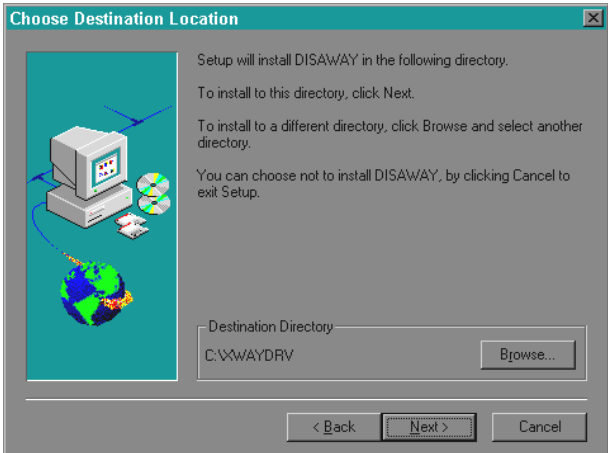 Choose Destination Location
Setup will install DISAWAY in the following directory.
To install to this directory, click Next.
To install to a different directory, click Browse and select another
directory.
You can choose not to install DISAWAY, by clicking Cancel to
exit Setup.
Destination Directory
C:\XWAYDRV
Browse...
< Back
Next >
Cancel